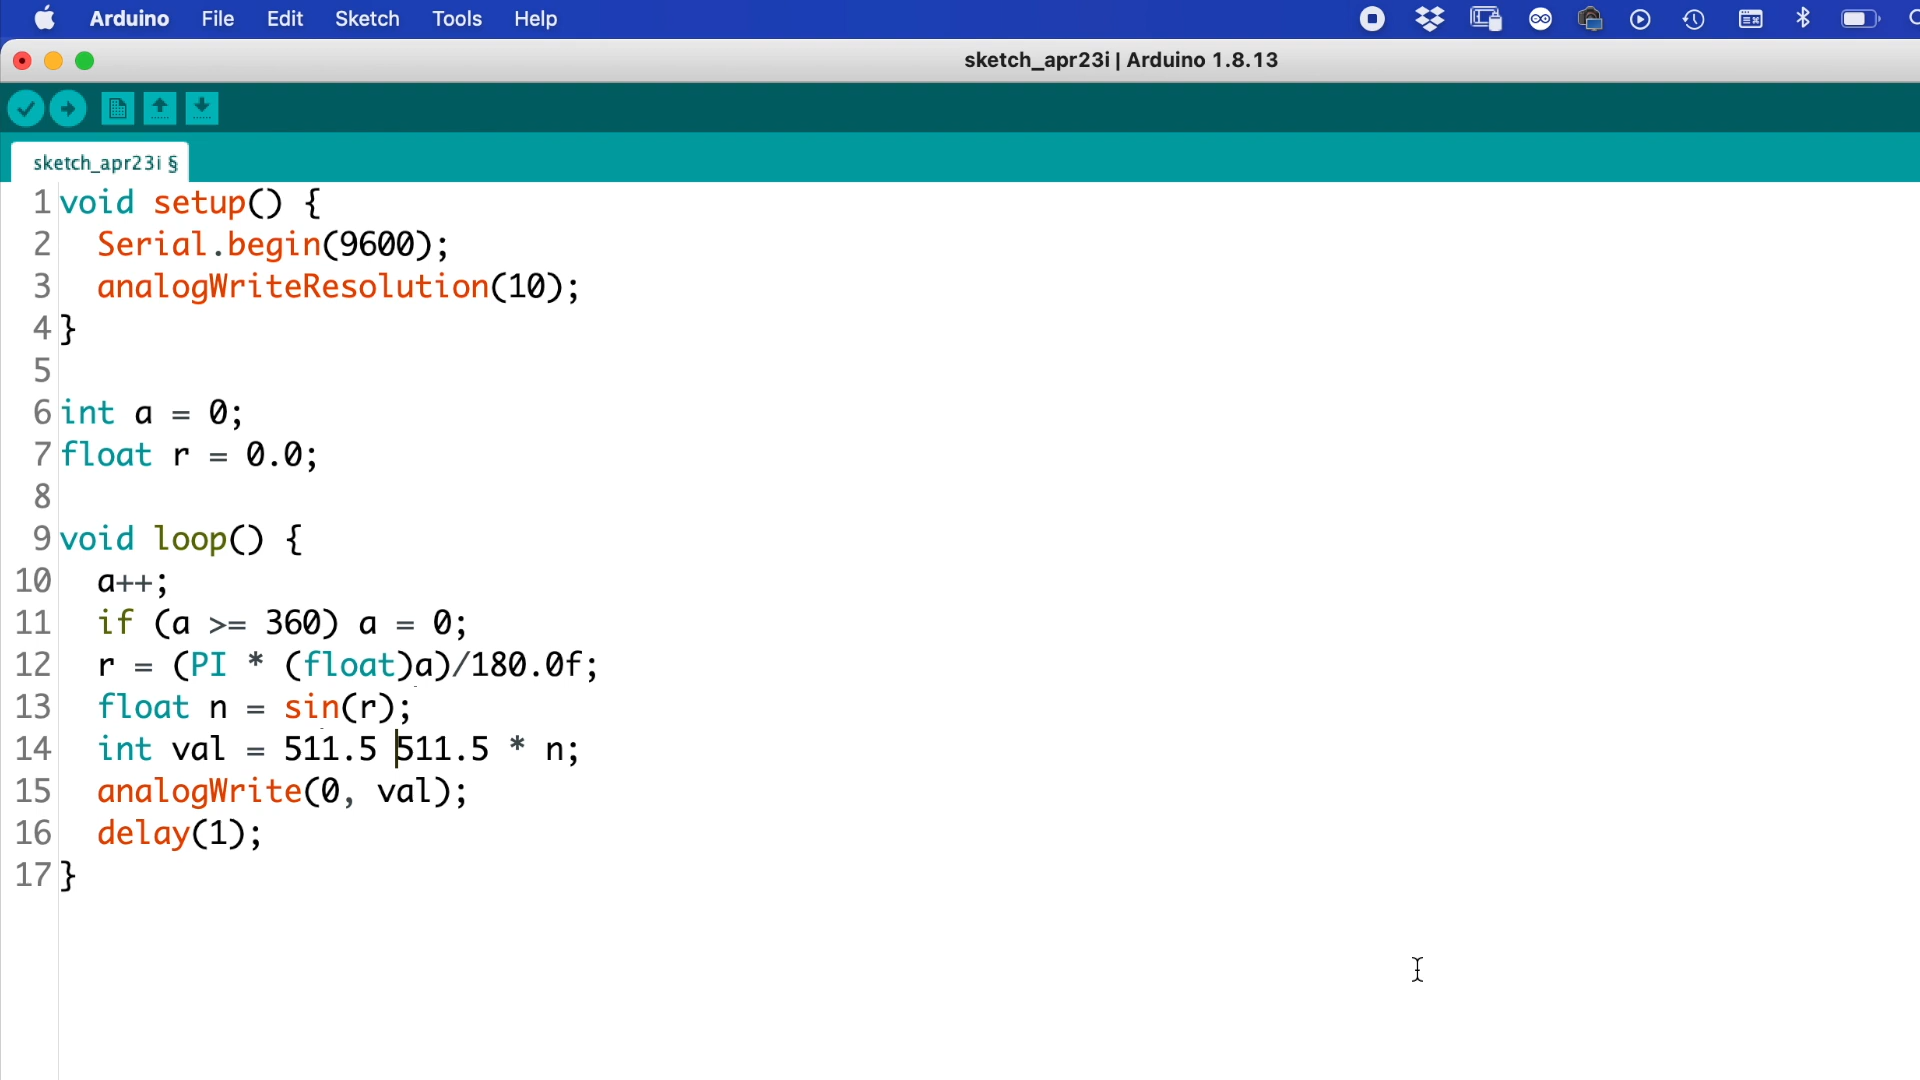 Arduino File Edit Sketch Tools Help
sketch_apr23i | Arduino 1.8.13
sketch_apr23i §
1 void setup() {
2 Serial.begin(9600);
3 analogWriteResolution(10);
4 }
5
6 int a = 0;
7 float r = 0.0;
8
9 void loop() {
10 a++;
11 if (a >= 360) a = 0;
12 r = (PI * (float)a)/180.0f;
13 float n = sin(r);
14 int val = 511.5 511.5 * n;
15 analogWrite(0, val);
16 delay(1);
17 }